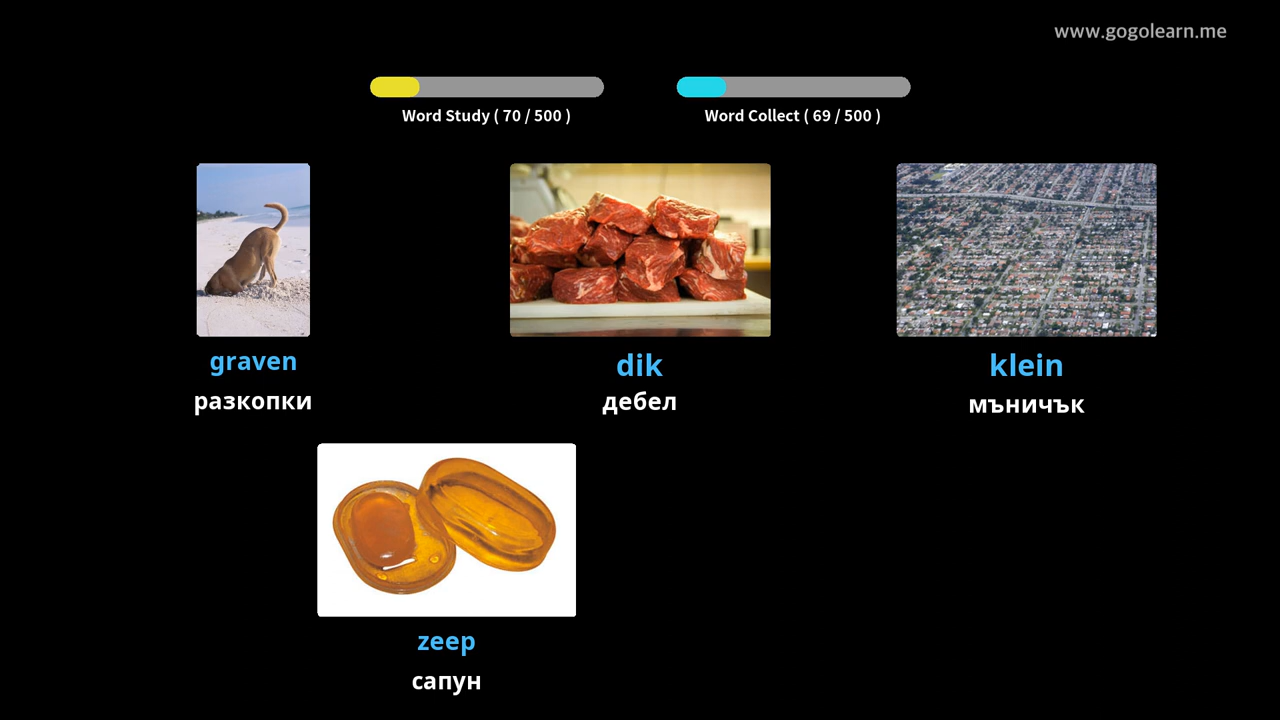 www.gogolearn.me
Word Study ( 70 / 500 )
Word Collect ( 69 / 500 )
graven
разкопки
dik
дебел
klein
мъничък
zeep
сапун